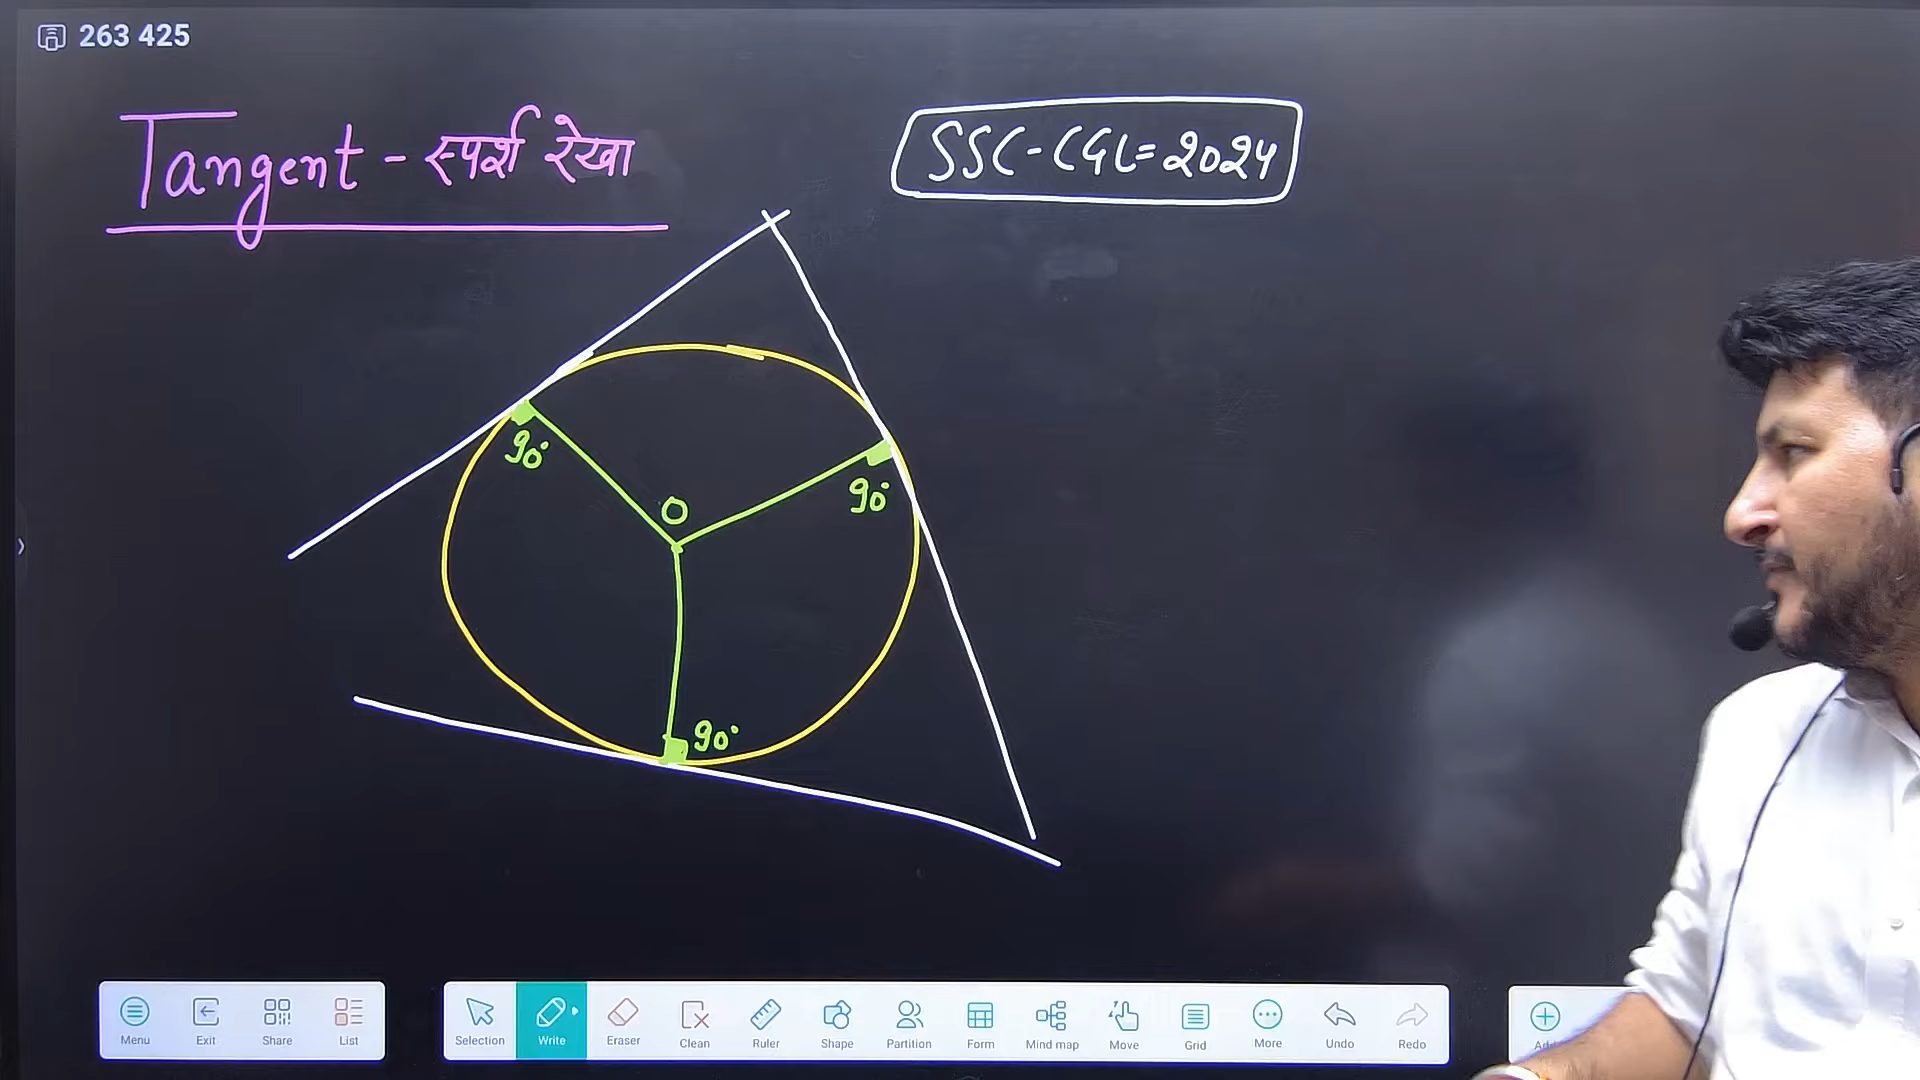 263 425
Tangent - स्पर्श रेखा
SSC-CGL=2024
90°
O
90°
90°
Menu
Exit
Share
List
Selection
Write
Eraser
Clean
Ruler
Shape
Partition
Form
Mind map
Move
Grid
More
Undo
Redo